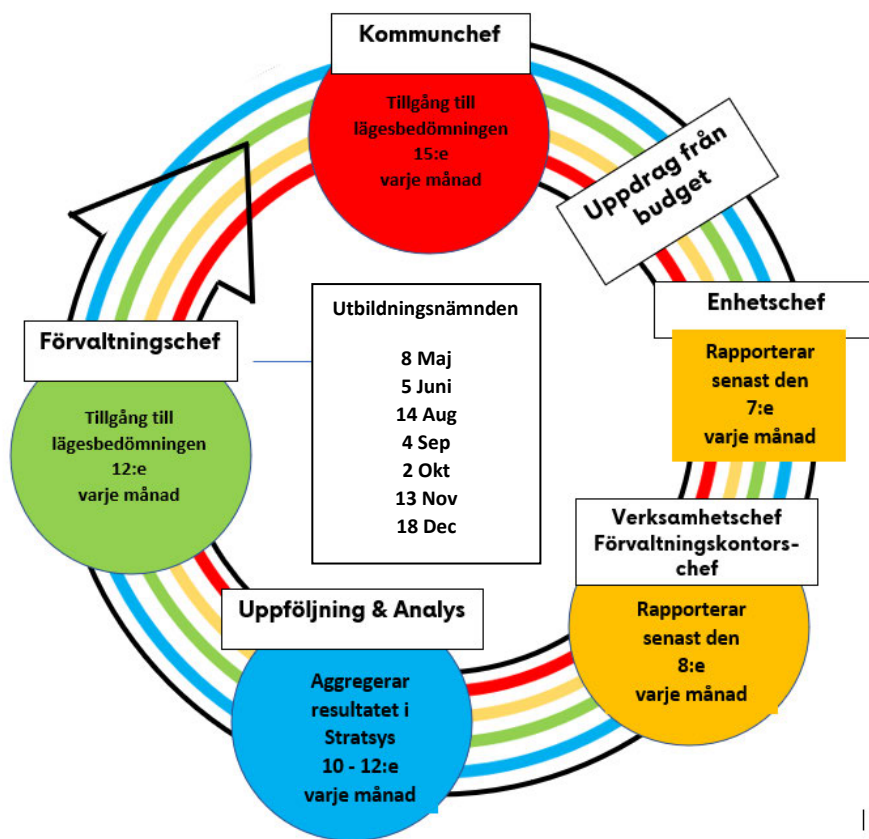 Kommunchef
Tillgång till
lägesbedömningen
15:e
varje månad
Uppdrag från
budget
Enhetschef
Rapporterar
senast den
7:e
varje månad
Verksamhetschef
Förvaltningskontors-
chef
Rapporterar
senast den
8:e
varje månad
Uppföljning & Analys
Aggregerar
resultatet i
Stratsys
10 - 12:e
varje månad
Förvaltningschef
Tillgång till
lägesbedömningen
12:e
varje månad
Utbildningsnämnden
8 Maj
5 Juni
14 Aug
4 Sep
2 Okt
13 Nov
18 Dec